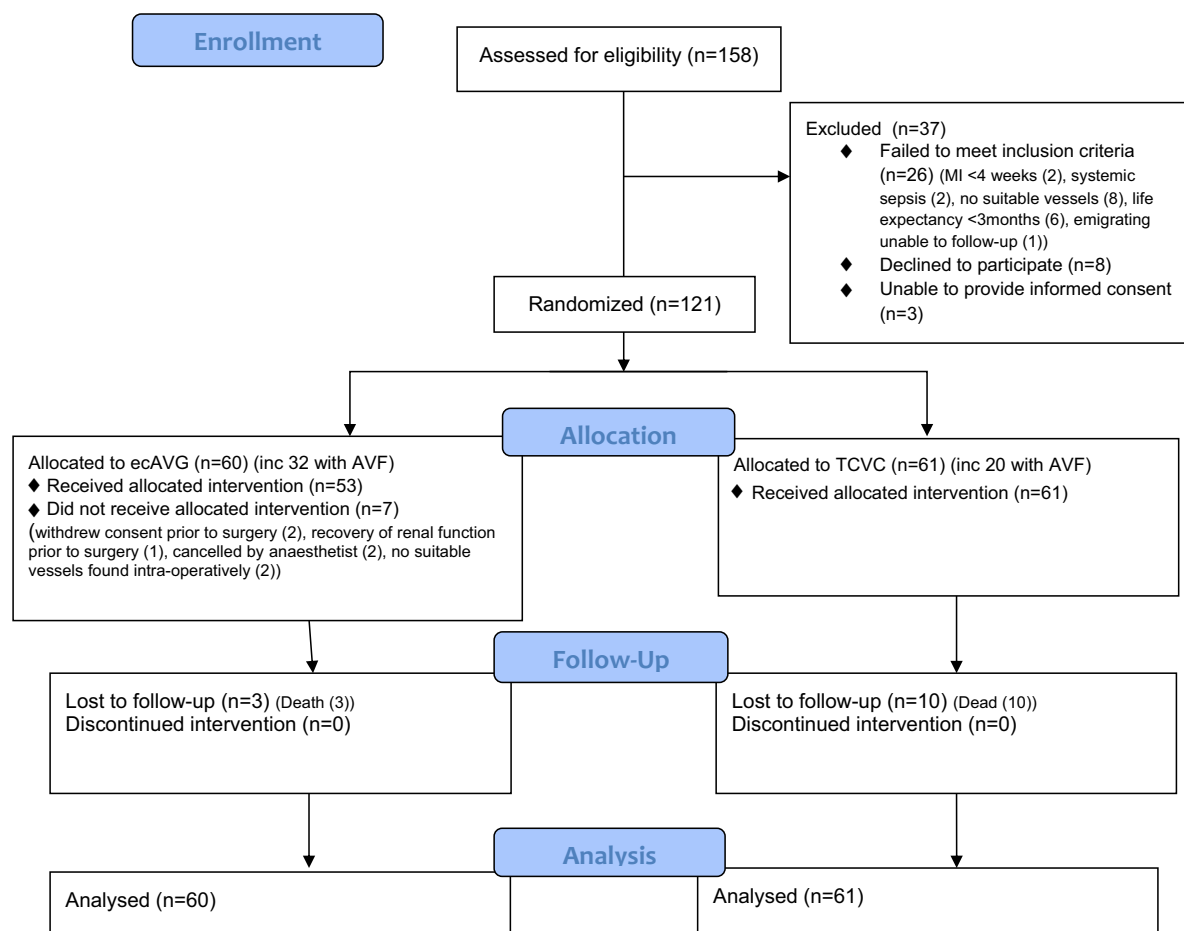 Enrollment
Assessed for eligibility (n=158)
Excluded (n=37)
♦ Failed to meet inclusion criteria
(n=26) (MI <4 weeks (2), systemic
sepsis (2), no suitable vessels (8), life
expectancy <3months (6), emigrating
unable to follow-up (1))
♦ Declined to participate (n=8)
♦ Unable to provide informed consent
(n=3)
Randomized (n=121)
Allocation
Allocated to ecAVG (n=60) (inc 32 with AVF)
♦ Received allocated intervention (n=53)
♦ Did not receive allocated intervention (n=7)
(withdrew consent prior to surgery (2), recovery of renal function
prior to surgery (1), cancelled by anaesthetist (2), no suitable
vessels found intra-operatively (2))
Allocated to TCVC (n=61) (inc 20 with AVF)
♦ Received allocated intervention (n=61)
Follow-Up
Lost to follow-up (n=3) (Death (3))
Discontinued intervention (n=0)
Lost to follow-up (n=10) (Dead (10))
Discontinued intervention (n=0)
Analysis
Analysed (n=60)
Analysed (n=61)